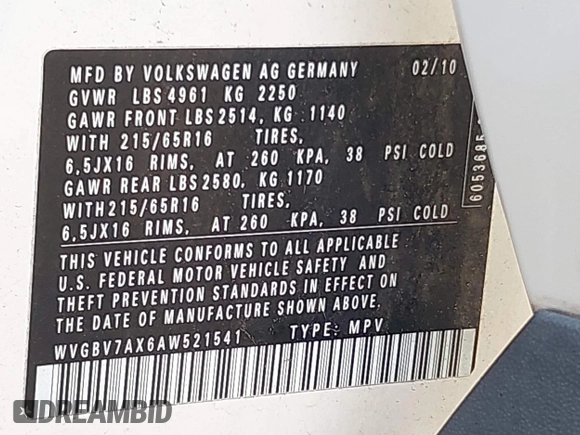 MFD BY VOLKSWAGEN AG GERMANY 02/10
GVWR LBS 4961 KG 2250
GAWR FRONT LBS 2514, KG 1140
WITH 215/65R16 TIRES,
6,5JX16 RIMS, AT 260 KPA, 38 PSI COLD
GAWR REAR LBS 2580, KG 1170
WITH 215/65R16 TIRES,
6,5JX16 RIMS, AT 260 KPA, 38 PSI COLD
THIS VEHICLE CONFORMS TO ALL APPLICABLE
U.S. FEDERAL MOTOR VEHICLE SAFETY AND
THEFT PREVENTION STANDARDS IN EFFECT ON
THE DATE OF MANUFACTURE SHOWN ABOVE.
WVGBV7AX6AW521541 TYPE: MPV
6053685
DREAMBID